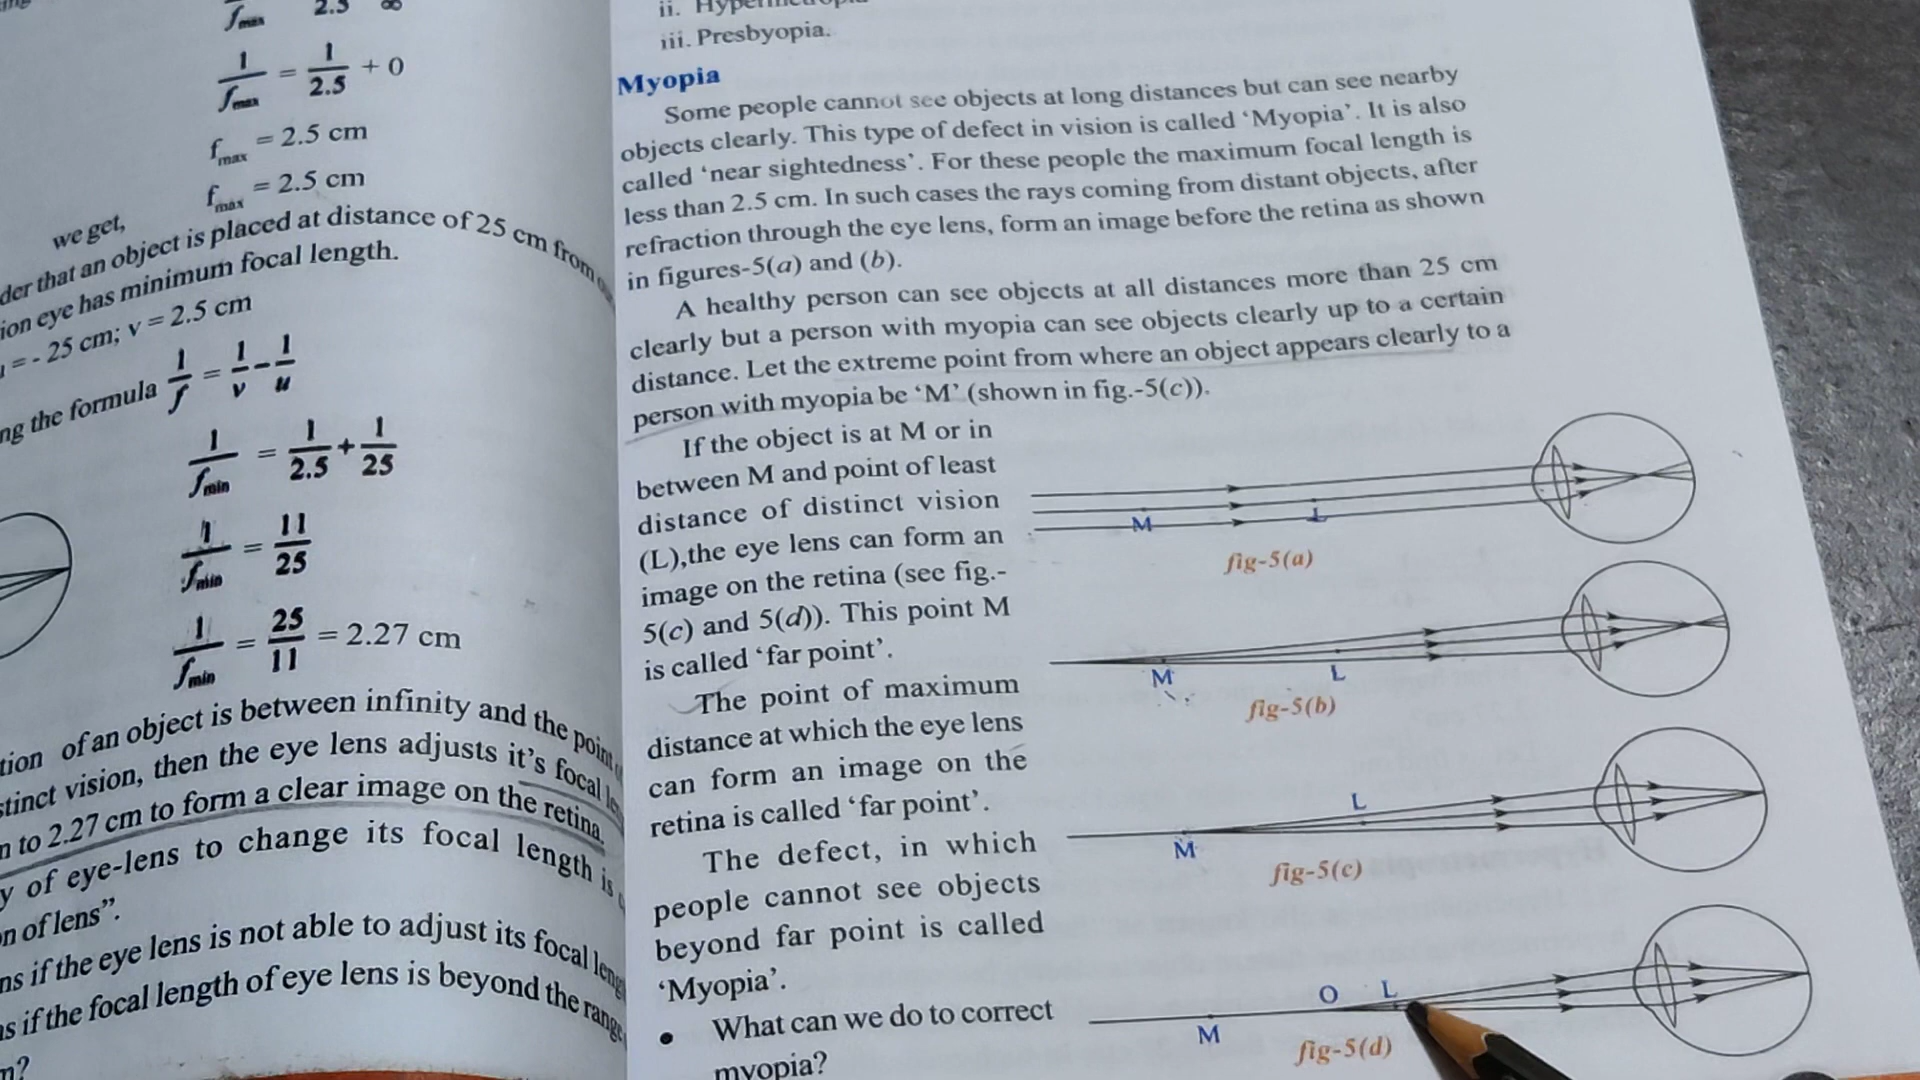 1/f max 2.5 ∞
1/f max = 1/2.5 + 0
f max = 2.5 cm
we get, f max = 2.5 cm
der that an object is placed at distance of 25 cm from
ion eye has minimum focal length.
= - 25 cm; v = 2.5 cm
ng the formula 1/f = 1/v - 1/u
1/f min = 1/2.5 + 1/25
1/f min = 11/25
1/f min = 25/11 = 2.27 cm
tion of an object is between infinity and the point
stinct vision, then the eye lens adjusts it's focal
to 2.27 cm to form a clear image on the retina.
y of eye-lens to change its focal length is
on of lens”.
ns if the eye lens is not able to adjust its focal leng
s if the focal length of eye lens is beyond the range
?
ii. Hypermetropia
iii. Presbyopia.
Myopia
Some people cannot see objects at long distances but can see nearby
objects clearly. This type of defect in vision is called ‘Myopia’. It is also
called ‘near sightedness’. For these people the maximum focal length is
less than 2.5 cm. In such cases the rays coming from distant objects, after
refraction through the eye lens, form an image before the retina as shown
in figures-5(a) and (b).
A healthy person can see objects at all distances more than 25 cm
clearly but a person with myopia can see objects clearly up to a certain
distance. Let the extreme point from where an object appears clearly to a
person with myopia be ‘M’ (shown in fig.-5(c)).
If the object is at M or in
between M and point of least
distance of distinct vision
(L),the eye lens can form an
image on the retina (see fig.-
5(c) and 5(d)). This point M
is called ‘far point’.
The point of maximum
distance at which the eye lens
can form an image on the
retina is called ‘far point’.
The defect, in which
people cannot see objects
beyond far point is called
‘Myopia’.
• What can we do to correct
myopia?
M L
fig-5(a)
M L
fig-5(b)
L
M
fig-5(c)
O L
M
fig-5(d)